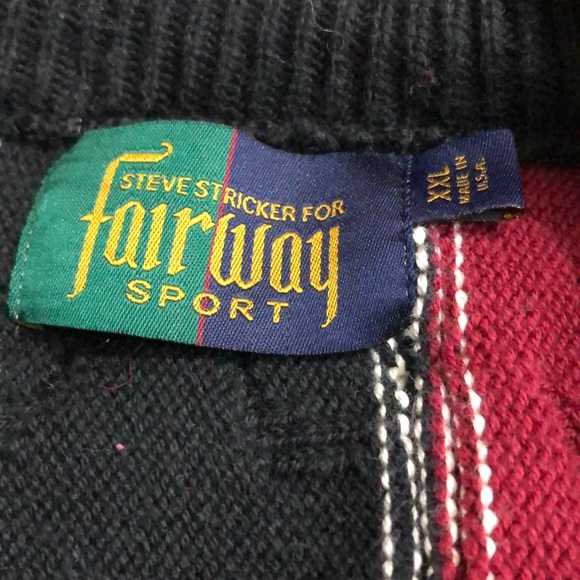 STEVE STRICKER FOR
fairway
SPORT
XXL
MADE IN
U.S.A.